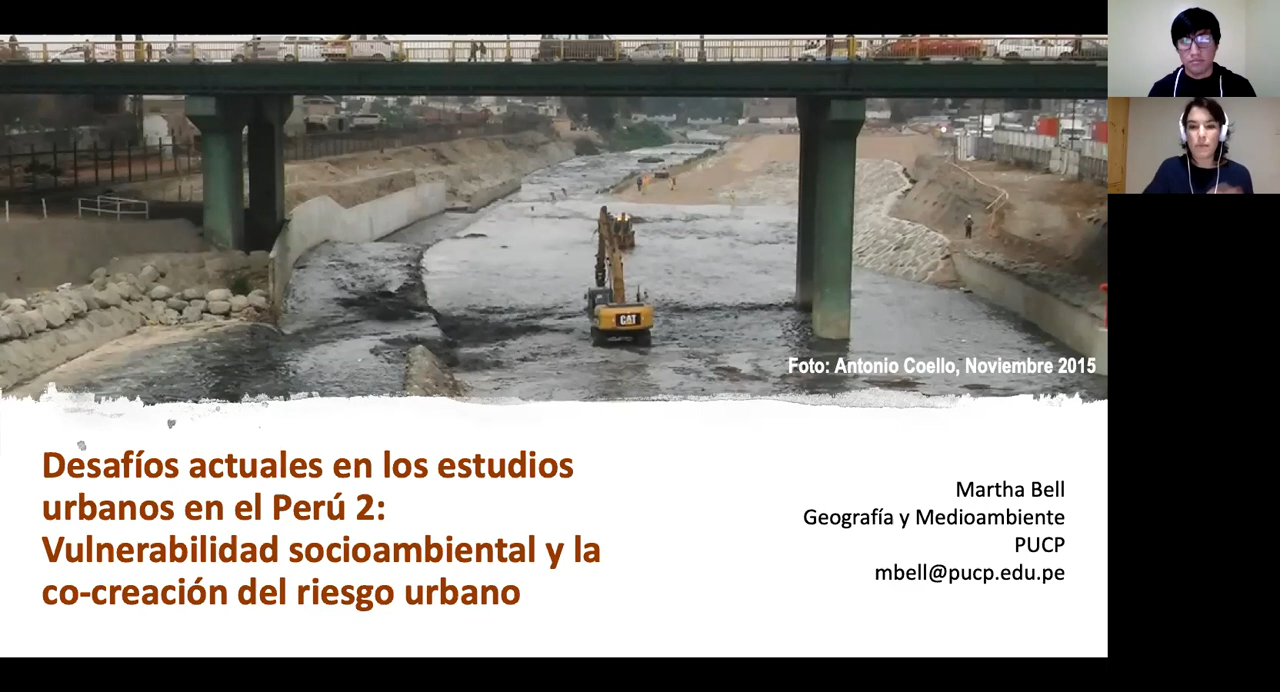 CAT
Foto: Antonio Coello, Noviembre 2015
Desafíos actuales en los estudios
urbanos en el Perú 2:
Vulnerabilidad socioambiental y la
co-creación del riesgo urbano
Martha Bell
Geografía y Medioambiente
PUCP
mbell@pucp.edu.pe